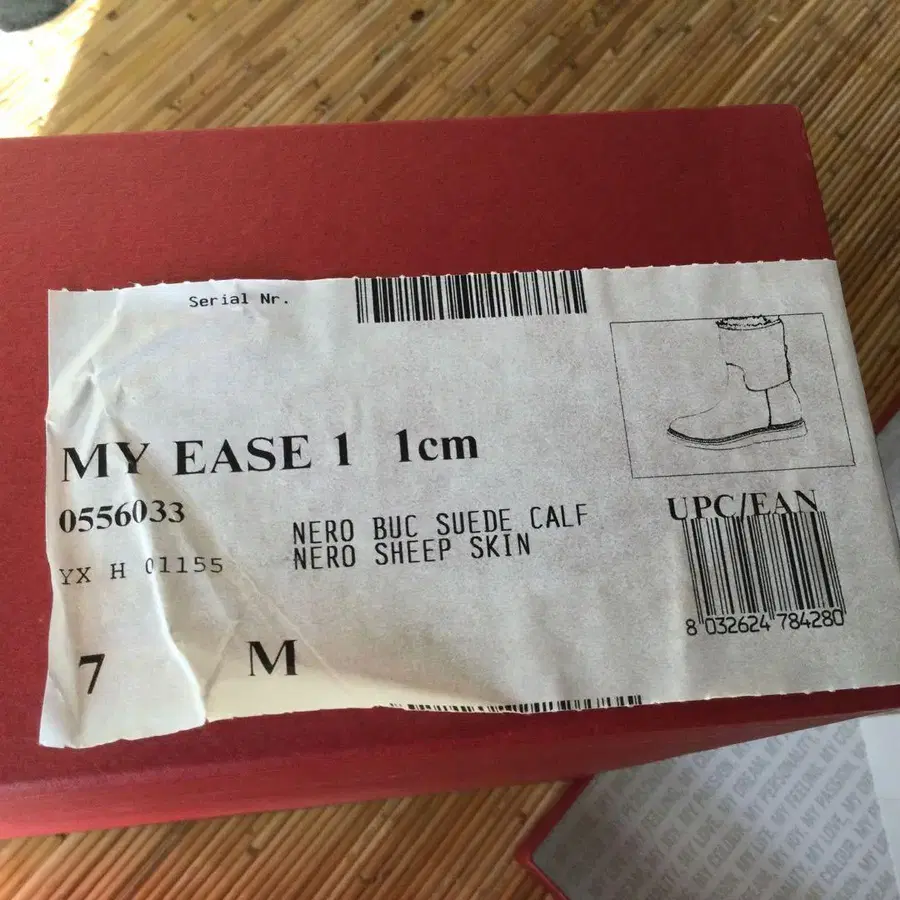 Serial Nr.
MY EASE 1 1cm
0556033
NERO BUC SUEDE CALF
NERO SHEEP SKIN
YX H 01155
7 M
UPC/EAN
8 032624 784280